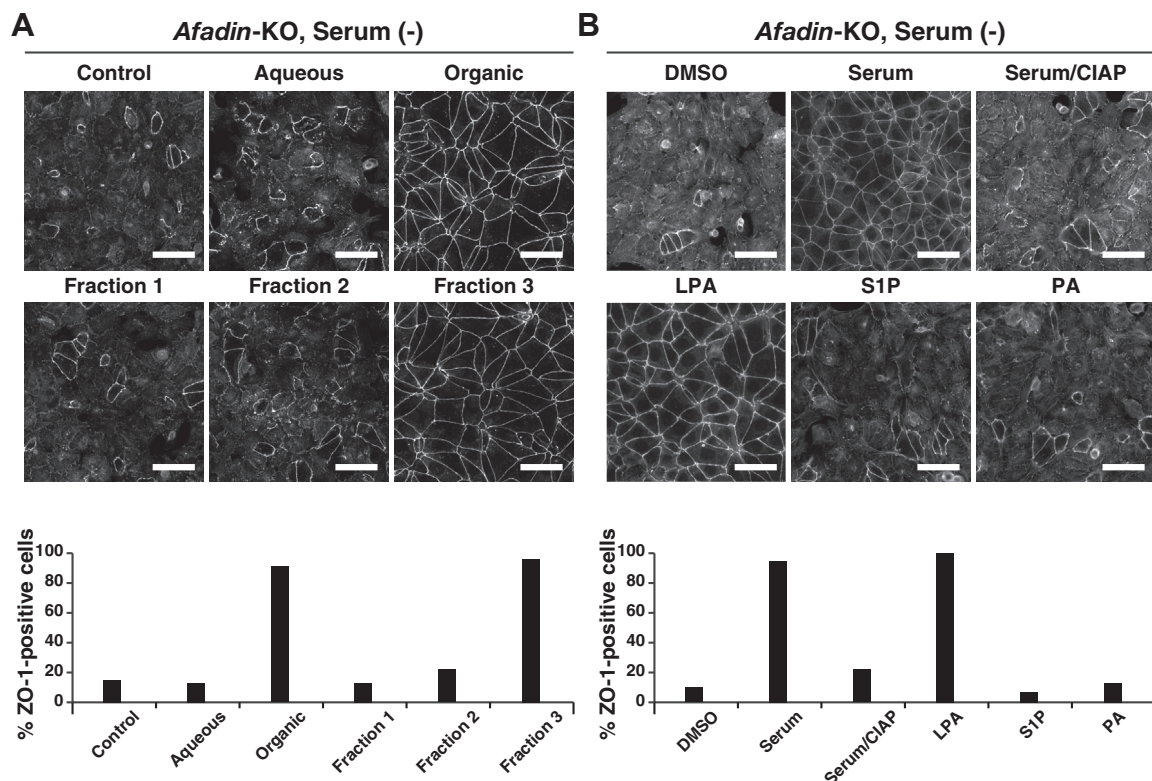 A
Afadin-KO, Serum (-)
Control Aqueous Organic
Fraction 1 Fraction 2 Fraction 3
% ZO-1-positive cells
100
80
60
40
20
0
Control Aqueous Organic Fraction 1 Fraction 2 Fraction 3
B
Afadin-KO, Serum (-)
DMSO Serum Serum/CIAP
LPA S1P PA
% ZO-1-positive cells
100
80
60
40
20
0
DMSO Serum Serum/CIAP LPA S1P PA